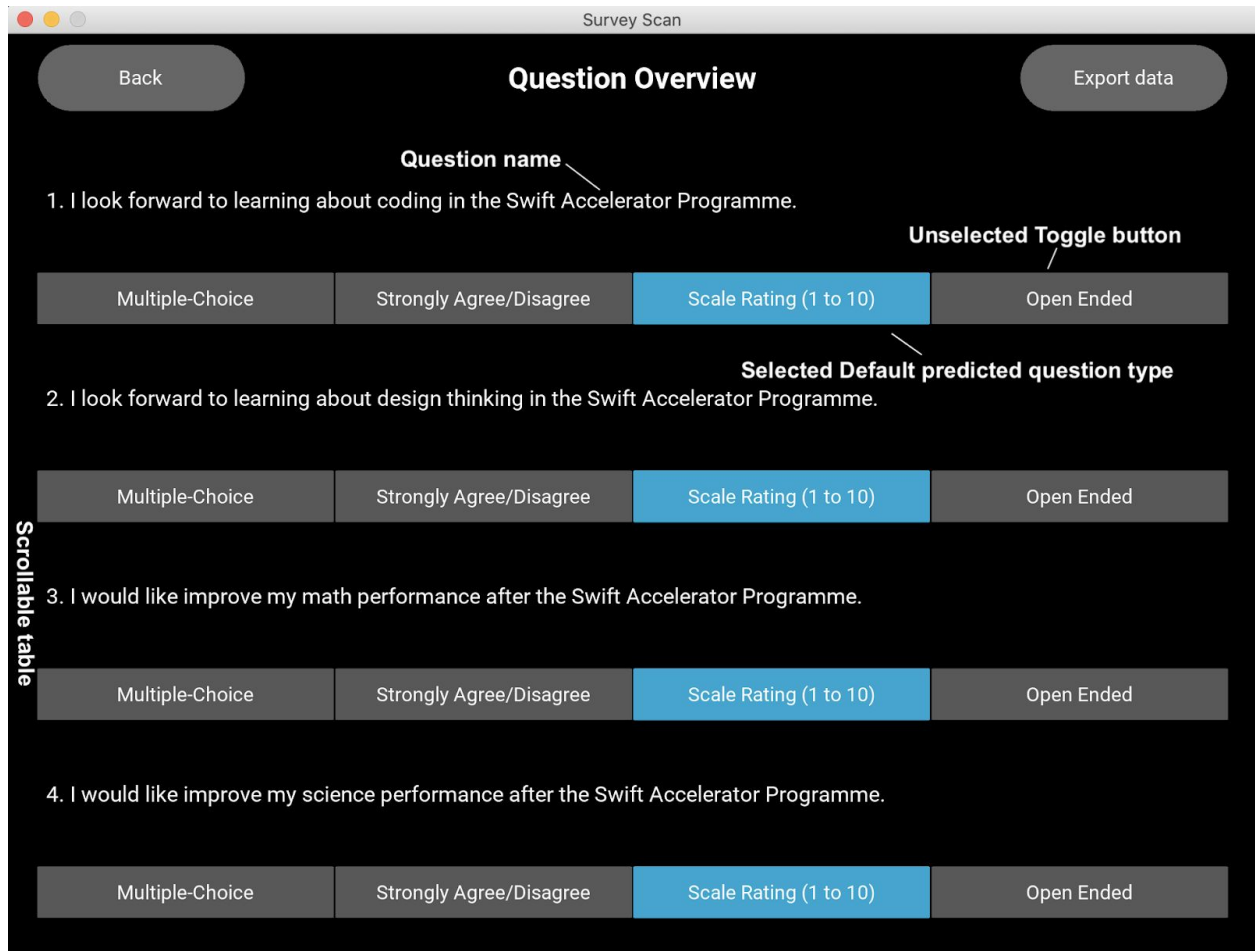 Survey Scan
Back
Question Overview
Export data
Question name
1. I look forward to learning about coding in the Swift Accelerator Programme.
Unselected Toggle button
Multiple-Choice
Strongly Agree/Disagree
Scale Rating (1 to 10)
Open Ended
Selected Default predicted question type
2. I look forward to learning about design thinking in the Swift Accelerator Programme.
Multiple-Choice
Strongly Agree/Disagree
Scale Rating (1 to 10)
Open Ended
Scrollable table
3. I would like improve my math performance after the Swift Accelerator Programme.
Multiple-Choice
Strongly Agree/Disagree
Scale Rating (1 to 10)
Open Ended
4. I would like improve my science performance after the Swift Accelerator Programme.
Multiple-Choice
Strongly Agree/Disagree
Scale Rating (1 to 10)
Open Ended